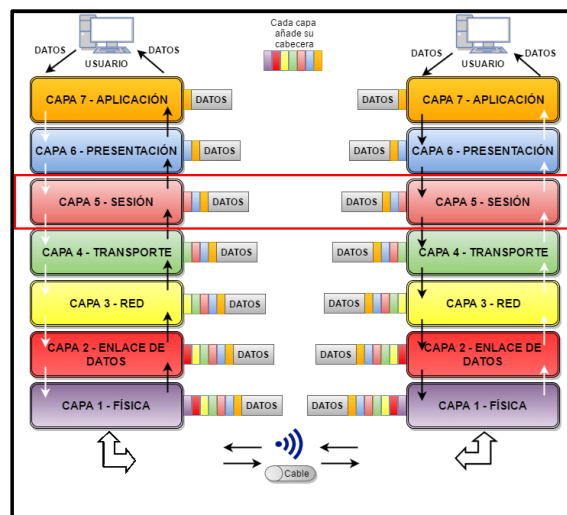 Cada capa
añade su
cabecera
DATOS
DATOS
USUARIO
DATOS
DATOS
USUARIO
CAPA 7 - APLICACIÓN
DATOS
DATOS
CAPA 7 - APLICACIÓN
CAPA 6 - PRESENTACIÓN
DATOS
DATOS
CAPA 6 - PRESENTACIÓN
CAPA 5 - SESIÓN
DATOS
DATOS
CAPA 5 - SESIÓN
CAPA 4 - TRANSPORTE
DATOS
DATOS
CAPA 4 - TRANSPORTE
CAPA 3 - RED
DATOS
DATOS
CAPA 3 - RED
CAPA 2 - ENLACE DE
DATOS
DATOS
DATOS
CAPA 2 - ENLACE DE
DATOS
CAPA 1 - FÍSICA
DATOS
DATOS
CAPA 1 - FÍSICA
Cable